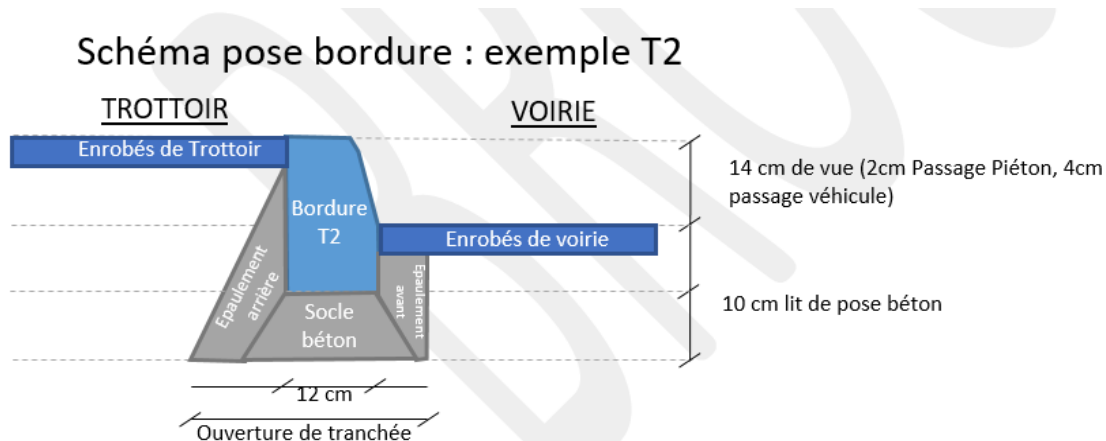 Schéma pose bordure : exemple T2
TROTTOIR
VOIRIE
Enrobés de Trottoir
14 cm de vue (2cm Passage Piéton, 4cm
passage véhicule)
Bordure
T2
Enrobés de voirie
Epaulement
arrière
Epaulement
avant
Socle
béton
10 cm lit de pose béton
12 cm
Ouverture de tranchée